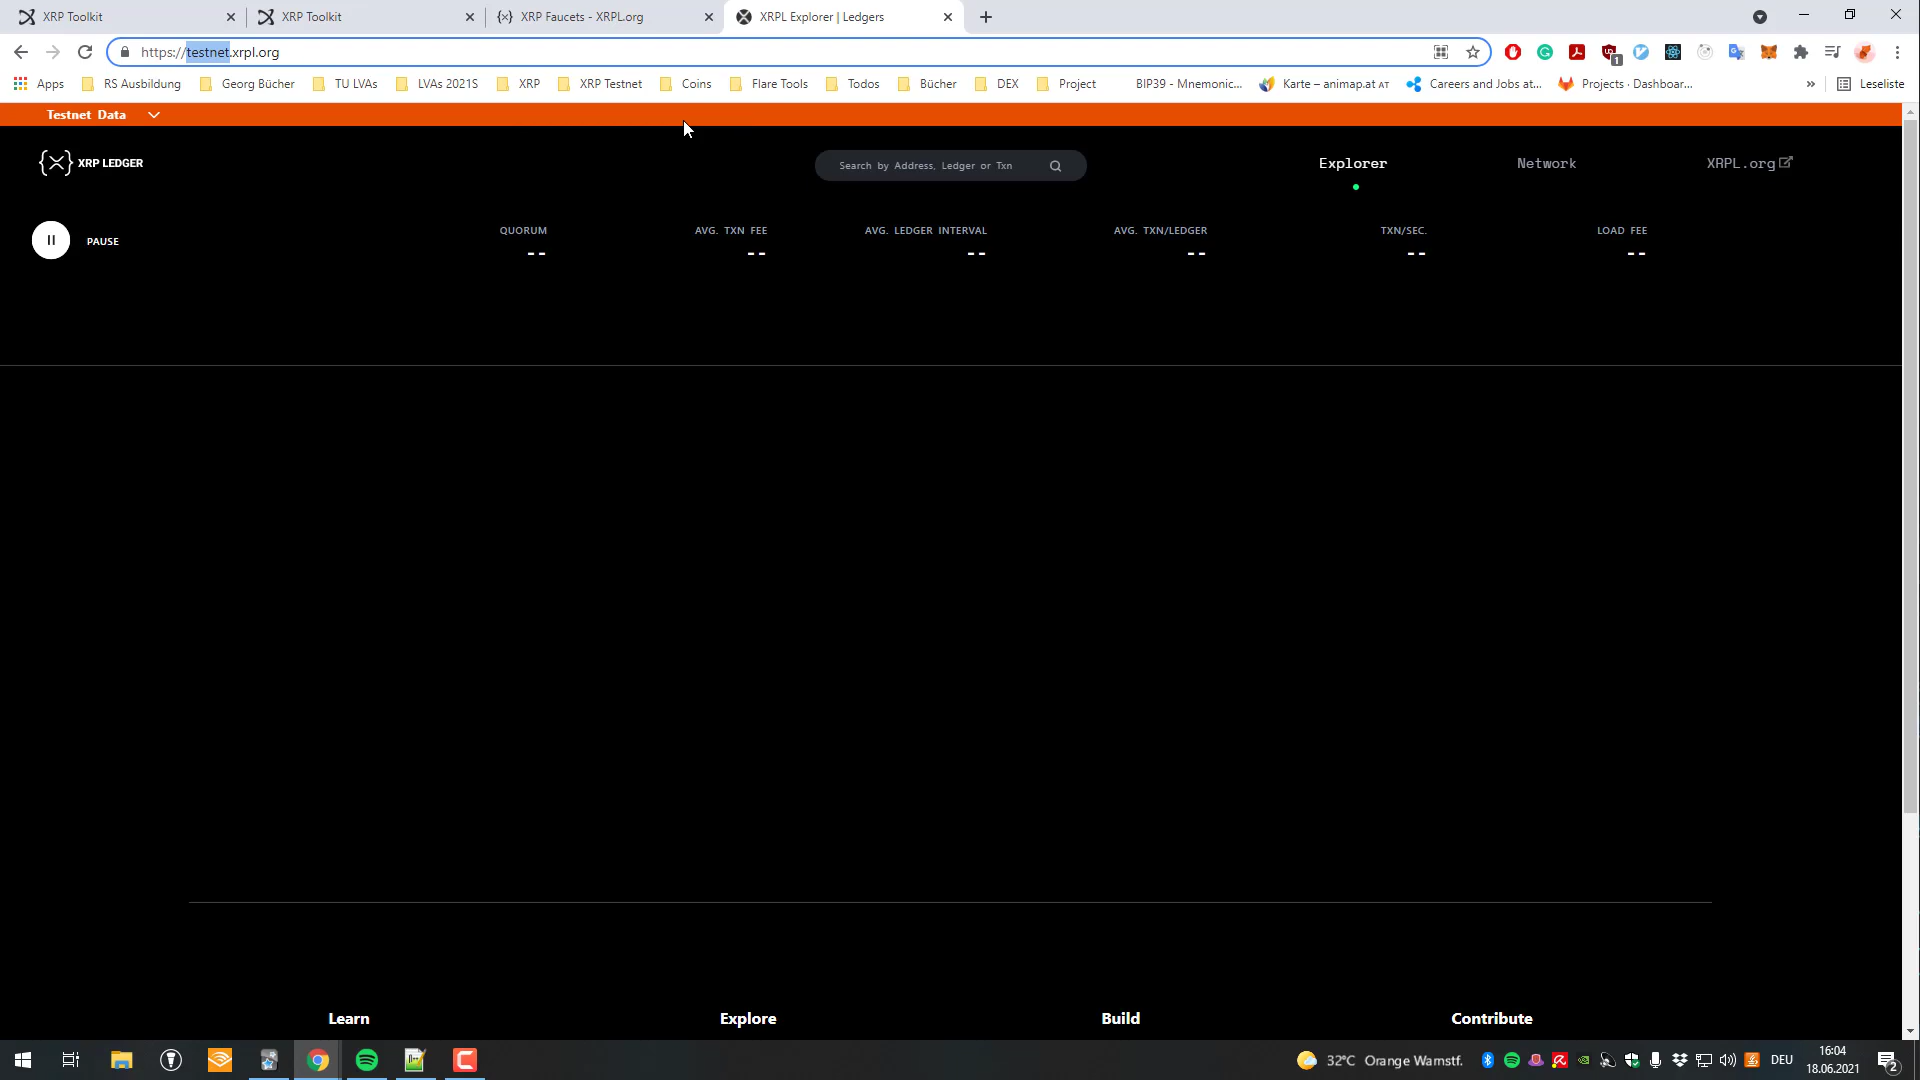 XRP Toolkit
XRP Toolkit
XRP Faucets - XRPL.org
XRPL Explorer | Ledgers
https://testnet.xrpl.org
Apps
RS Ausbildung
Georg Bücher
TU LVAs
LVAs 2021S
XRP
XRP Testnet
Coins
Flare Tools
Todos
Bücher
DEX
Project
BIP39 - Mnemonic...
Karte – animap.at AT
Careers and Jobs at...
Projects · Dashboar...
»
Leseliste
Testnet Data
XRP LEDGER
Search by Address, Ledger or Txn
Explorer
Network
XRPL.org
PAUSE
QUORUM
--
AVG. TXN FEE
--
AVG. LEDGER INTERVAL
--
AVG. TXN/LEDGER
--
TXN/SEC.
--
LOAD FEE
--
Learn
Explore
Build
Contribute
32°C Orange Warnstf.
DEU
16:04
18.06.2021
2